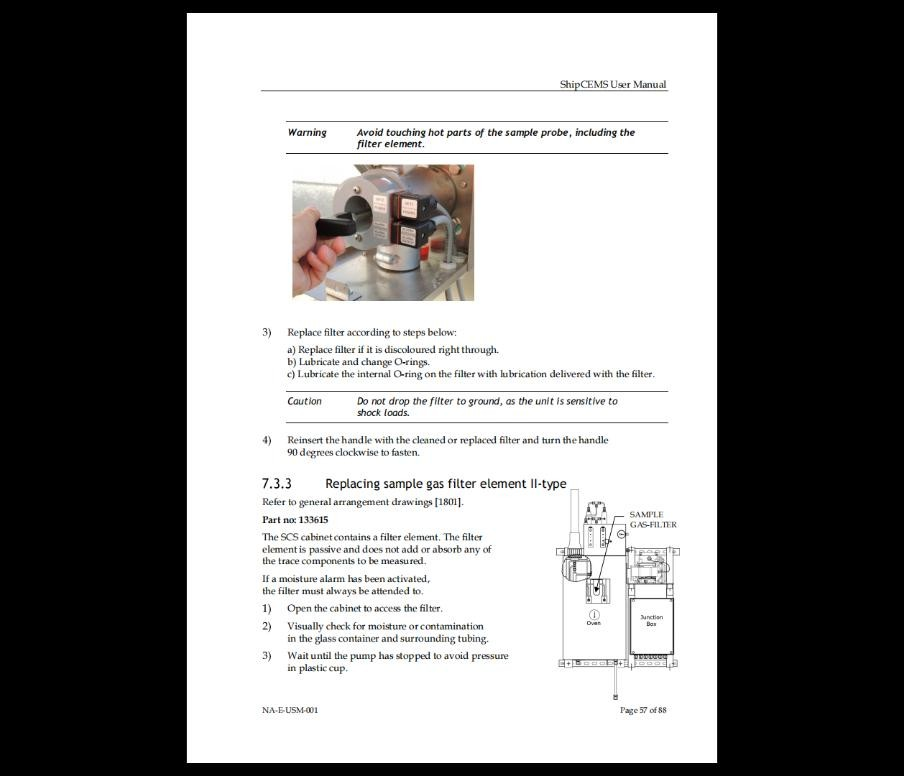 ShipCEMS User Manual
Warning Avoid touching hot parts of the sample probe, including the
filter element.
3) Replace filter according to steps below:
a) Replace filter if it is discoloured right through.
b) Lubricate and change O-rings.
c) Lubricate the internal O-ring on the filter with lubrication delivered with the filter.
Caution Do not drop the filter to ground, as the unit is sensitive to
shock loads.
4) Reinsert the handle with the cleaned or replaced filter and turn the handle
90 degrees clockwise to fasten.
7.3.3 Replacing sample gas filter element II-type
Refer to general arrangement drawings [1801].
Part no: 133615
The SCS cabinet contains a filter element. The filter
element is passive and does not add or absorb any of
the trace components to be measured.
If a moisture alarm has been activated,
the filter must always be attended to.
1) Open the cabinet to access the filter.
2) Visually check for moisture or contamination
in the glass container and surrounding tubing.
3) Wait until the pump has stopped to avoid pressure
in plastic cup.
SAMPLE
GAS-FILTER
Oven
Junction
Box
NA-E-USM-001 Page 57 of 88